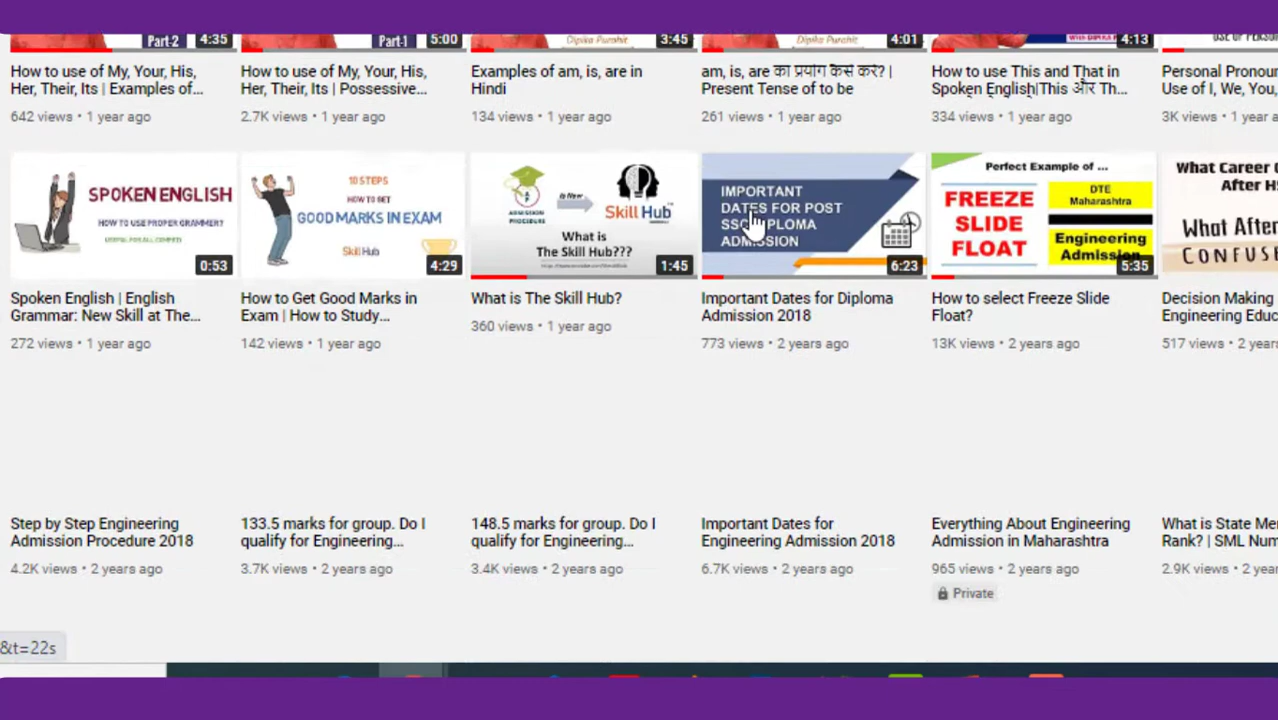 Part-2
4:35
Part-1
5:00
Dipika Purohit
3:45
Dipika Purohit
4:01
4:13
How to use of My, Your, His,
Her, Their, Its | Examples of...
642 views • 1 year ago
How to use of My, Your, His,
Her, Their, Its | Possessive...
2.7K views • 1 year ago
Examples of am, is, are in
Hindi
134 views • 1 year ago
am, is, are का प्रयोग कैसे करें? |
Present Tense of to be
261 views • 1 year ago
How to use This and That in
Spoken English|This और Th...
334 views • 1 year ago
Personal Pronou
Use of I, We, You,
3K views • 1 year a
SPOKEN ENGLISH
HOW TO USE PROPER GRAMMER?
0:53
10 STEPS
HOW TO GET
GOOD MARKS IN EXAM
Skill Hub
4:29
ADMISSION
PROCEDURE
is Now
Skill Hub
What is
The Skill Hub???
1:45
IMPORTANT
DATES FOR POST
SSC DIPLOMA
ADMISSION
6:23
Perfect Example of ...
FREEZE
SLIDE
FLOAT
DTE
Maharashtra
Engineering
Admission
5:35
What Career
After H
What After
CONFUS
Spoken English | English
Grammar: New Skill at The...
272 views • 1 year ago
How to Get Good Marks in
Exam | How to Study...
142 views • 1 year ago
What is The Skill Hub?
360 views • 1 year ago
Important Dates for Diploma
Admission 2018
773 views • 2 years ago
How to select Freeze Slide
Float?
13K views • 2 years ago
Decision Making
Engineering Educ
517 views • 2 years
Step by Step Engineering
Admission Procedure 2018
4.2K views • 2 years ago
133.5 marks for group. Do I
qualify for Engineering...
3.7K views • 2 years ago
148.5 marks for group. Do I
qualify for Engineering...
3.4K views • 2 years ago
Important Dates for
Engineering Admission 2018
6.7K views • 2 years ago
Everything About Engineering
Admission in Maharashtra
965 views • 2 years ago
Private
What is State Me
Rank? | SML Num
2.9K views • 2 yea
&t=22s